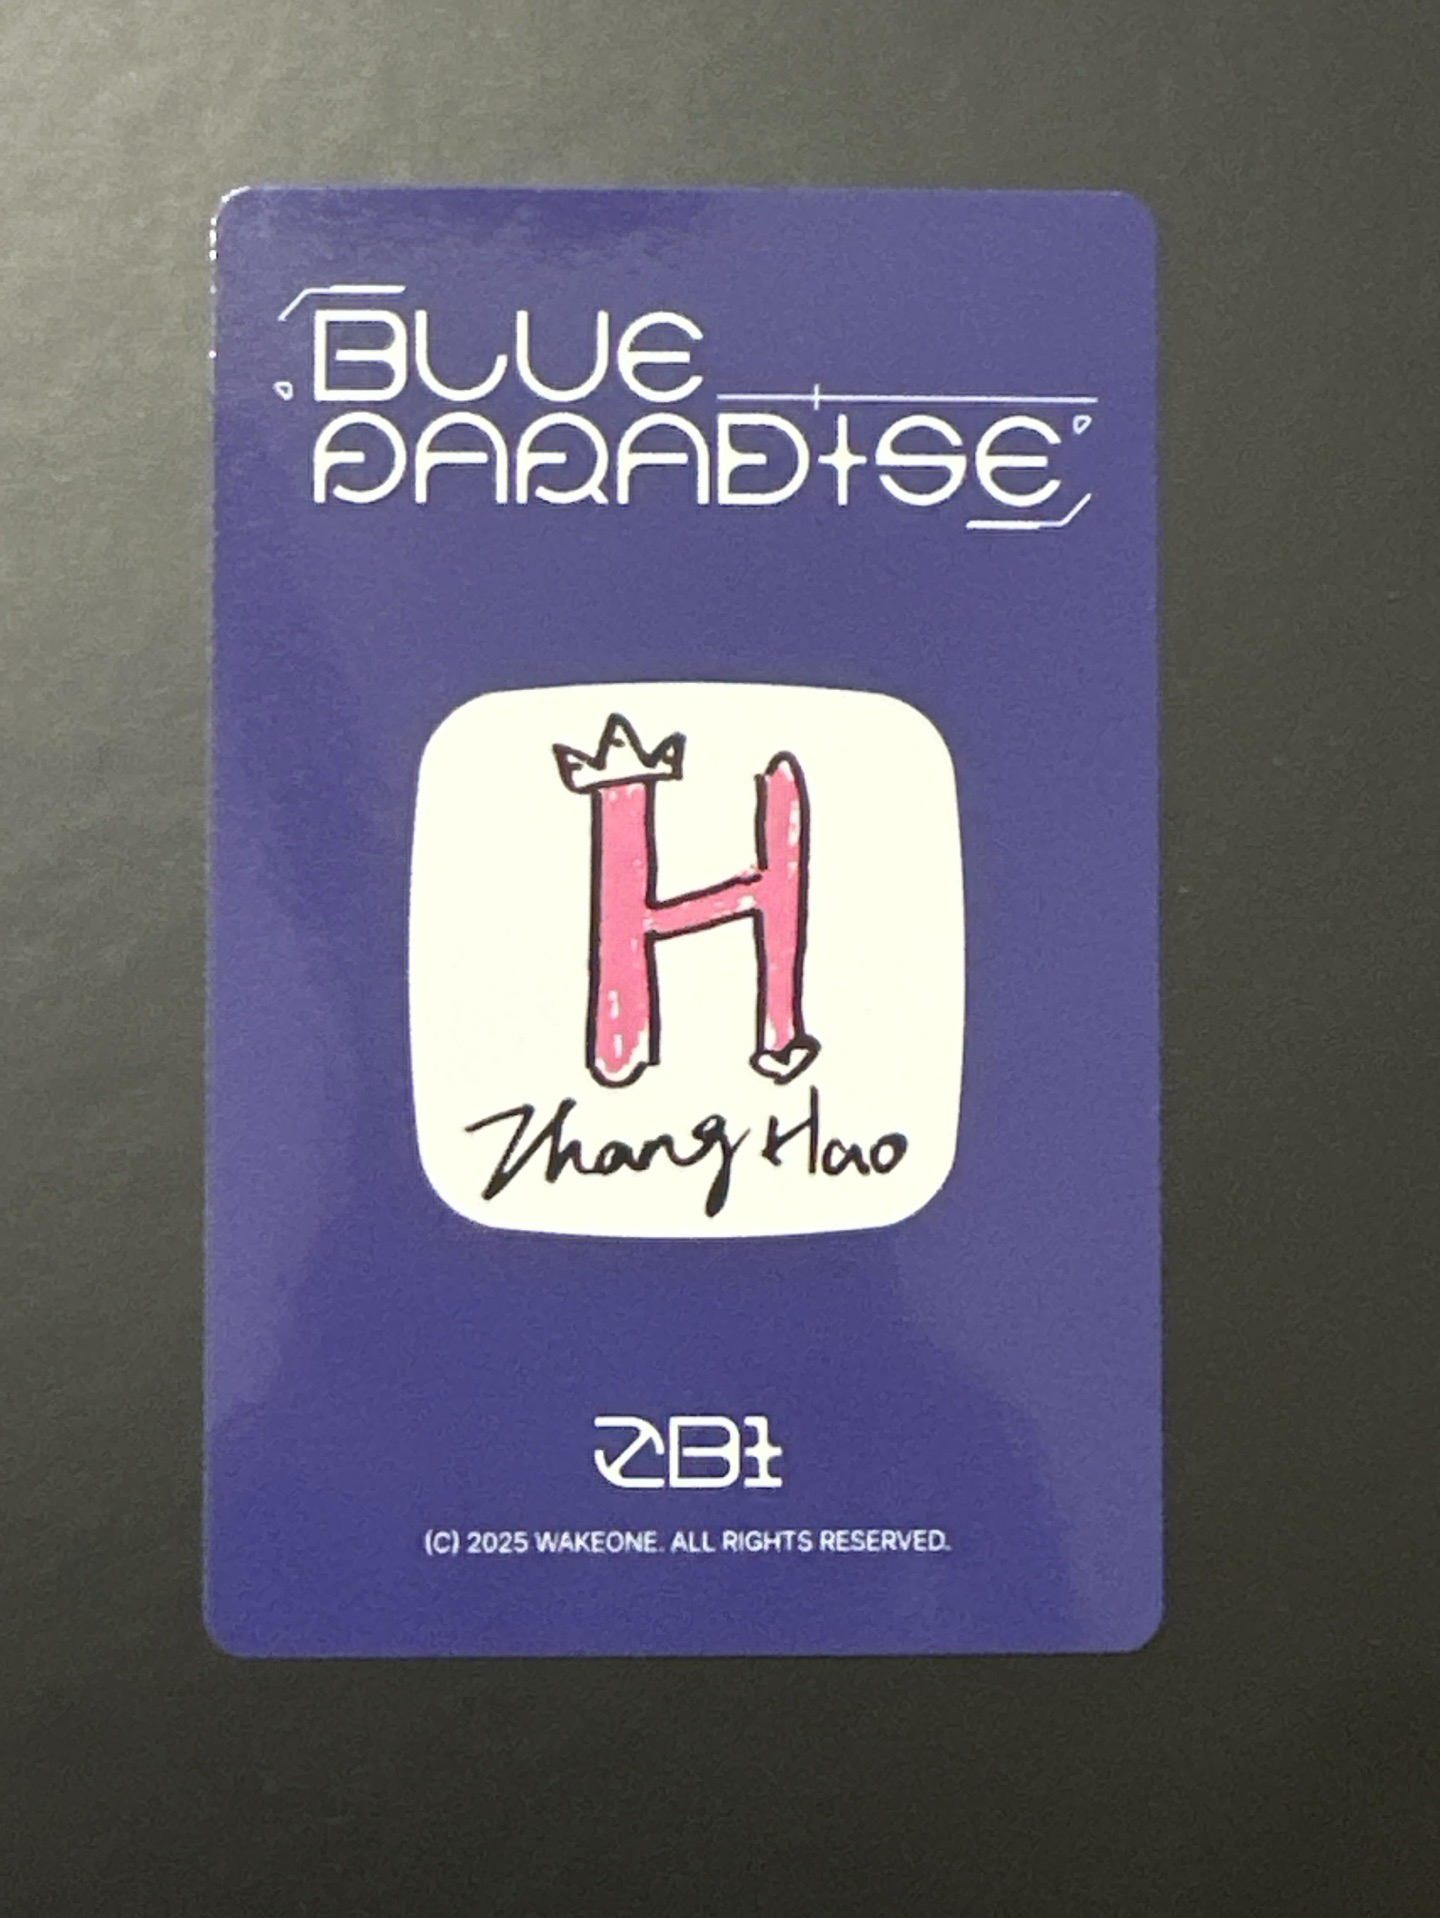 BLUE
PARADISE
H
Zhang Hao
ZB1
(C) 2025 WAKEONE. ALL RIGHTS RESERVED.